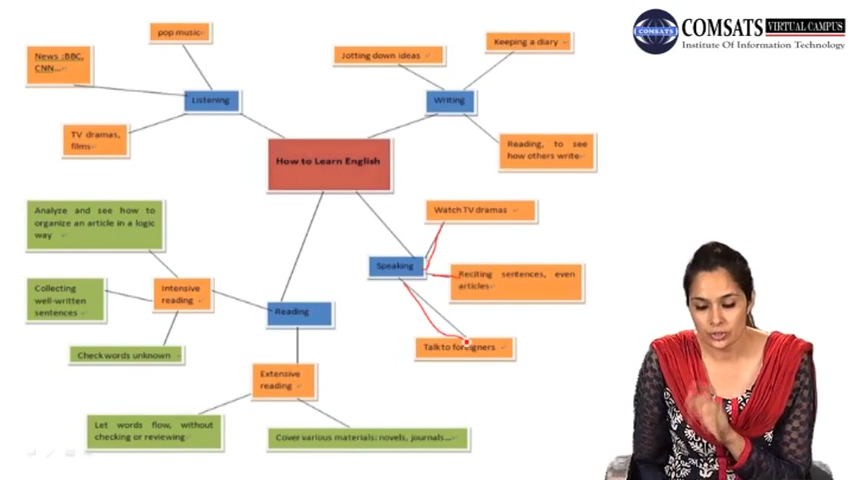 COMSATS VIRTUAL CAMPUS
COMSATS
Institute Of Information Technology
pop music
News :BBC,
CNN...
Listening
TV dramas,
films
Jotting down ideas
Keeping a diary
Writing
Reading, to see
how others write
How to Learn English
Analyze and see how to
organize an article in a logic
way
Watch TV dramas
Speaking
Reciting sentences, even
articles
Talk to foreigners
Collecting
well-written
sentences
Intensive
reading
Reading
Check words unknown
Extensive
reading
Let words flow, without
checking or reviewing
Cover various materials: novels, journals...